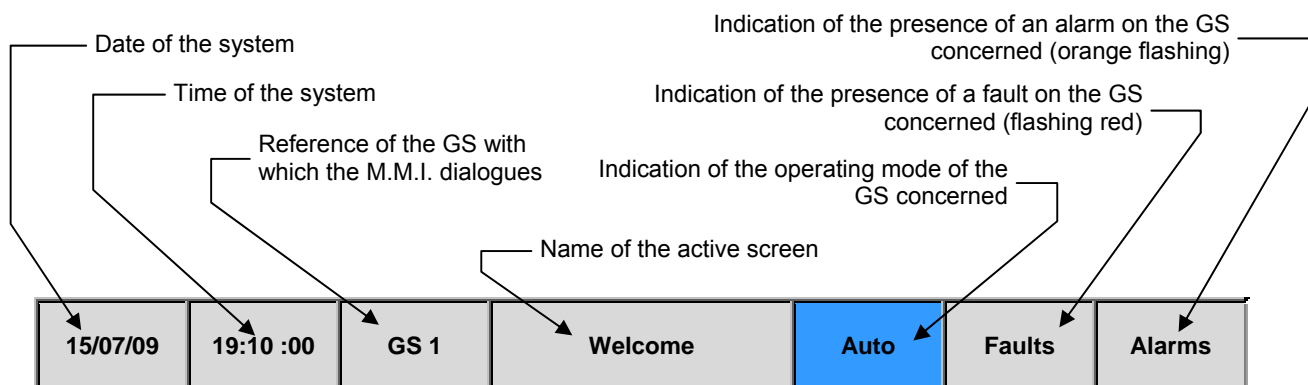 Indication of the presence of an alarm on the GS
concerned (orange flashing)
Date of the system
Time of the system
Indication of the presence of a fault on the GS
concerned (flashing red)
Reference of the GS with
which the M.M.I. dialogues
Indication of the operating mode of the
GS concerned
Name of the active screen
15/07/09 19:10 :00 GS 1 Welcome Auto Faults Alarms